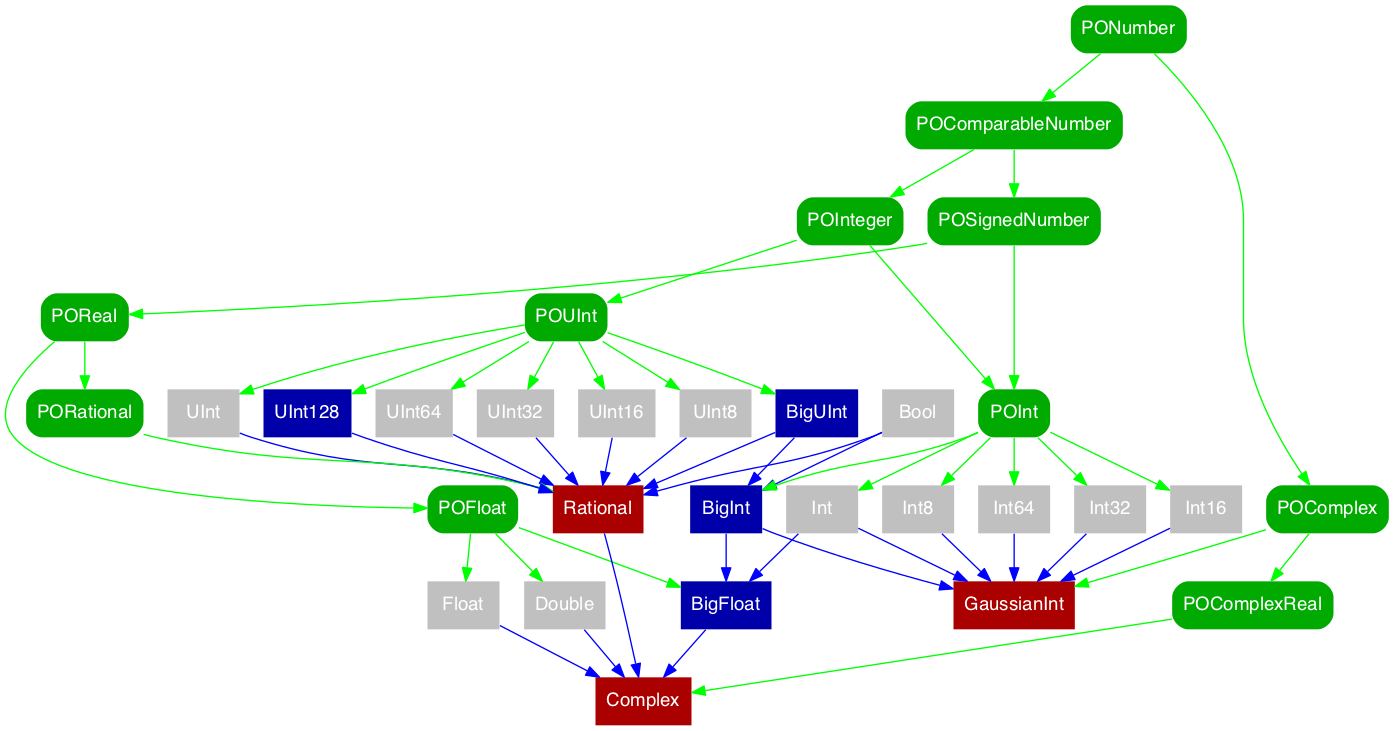 PONumber
POComparableNumber
POInteger
POSignedNumber
POReal
POUInt
PORational
UInt
UInt128
UInt64
UInt32
UInt16
UInt8
BigUInt
Bool
POInt
POFloat
Rational
BigInt
Int
Int8
Int64
Int32
Int16
POComplex
Float
Double
BigFloat
GaussianInt
POComplexReal
Complex